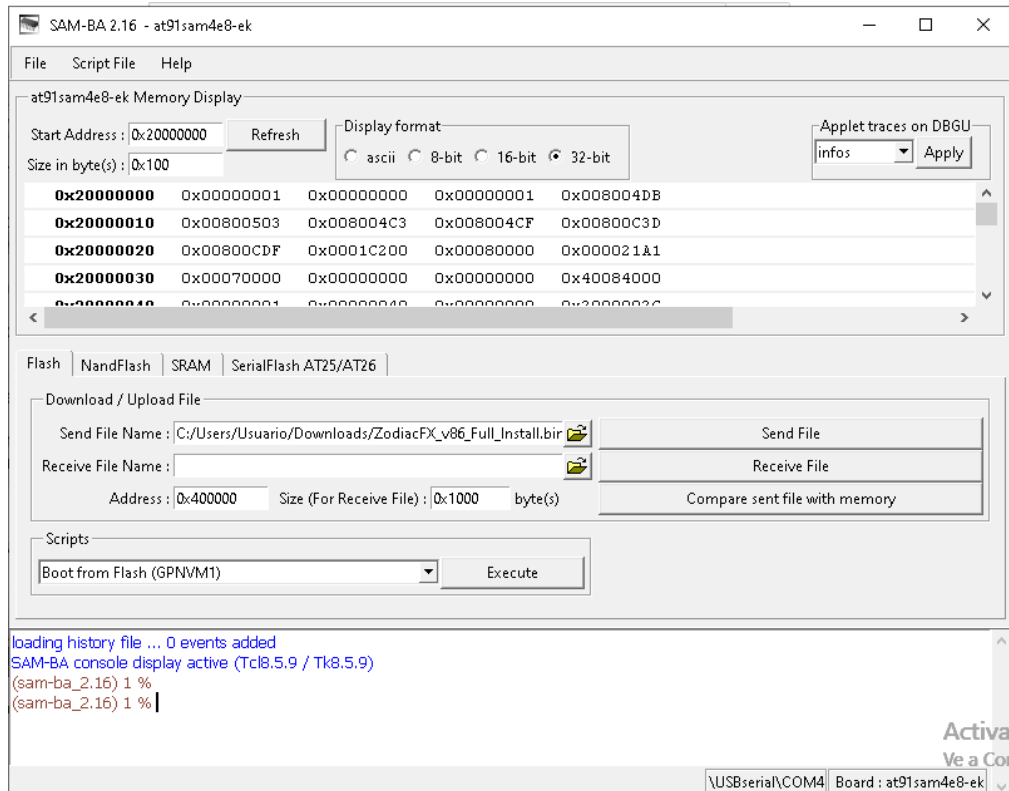 SAM-BA 2.16 - at91sam4e8-ek
File Script File Help
at91sam4e8-ek Memory Display
Start Address : 0x20000000 Refresh
Size in byte(s) : 0x100
Display format
ascii 8-bit 16-bit 32-bit
Applet traces on DBGU
infos Apply
0x20000000 0x00000001 0x00000000 0x00000001 0x008004DB
0x20000010 0x00800503 0x008004C3 0x008004CF 0x00800C3D
0x20000020 0x00800CDF 0x0001C200 0x00080000 0x000021A1
0x20000030 0x00070000 0x00000000 0x00000000 0x40084000
0x20000040 0x00000001 0x00000040 0x00000000
Flash NandFlash SRAM SerialFlash AT25/AT26
Download / Upload File
Send File Name : C:/Users/Usuario/Downloads/ZodiacFX_v86_Full_Install.bin Send File
Receive File Name : Receive File
Address : 0x400000 Size (For Receive File) : 0x1000 byte(s) Compare sent file with memory
Scripts
Boot from Flash (GPNVM1) Execute
loading history file ... 0 events added
SAM-BA console display active (Tcl8.5.9 / Tk8.5.9)
(sam-ba_2.16) 1 %
(sam-ba_2.16) 1 %
Activa
Ve a Co
\USBserial\COM4 Board : at91sam4e8-ek